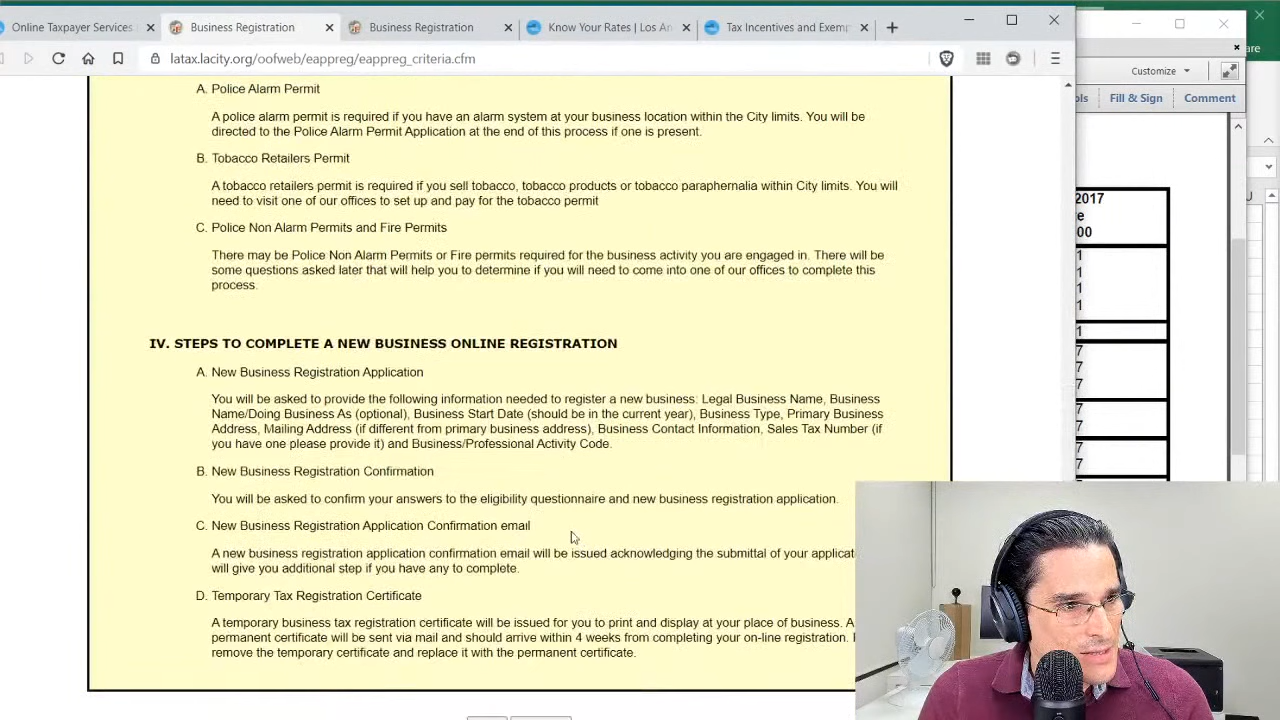 Online Taxpayer Services
Business Registration
Business Registration
Know Your Rates | Los An
Tax Incentives and Exemp
latax.lacity.org/oofweb/eappreg/eappreg_criteria.cfm
Customize
Fill & Sign
Comment
A. Police Alarm Permit
A police alarm permit is required if you have an alarm system at your business location within the City limits. You will be
directed to the Police Alarm Permit Application at the end of this process if one is present.
B. Tobacco Retailers Permit
A tobacco retailers permit is required if you sell tobacco, tobacco products or tobacco paraphernalia within City limits. You will
need to visit one of our offices to set up and pay for the tobacco permit
C. Police Non Alarm Permits and Fire Permits
There may be Police Non Alarm Permits or Fire permits required for the business activity you are engaged in. There will be
some questions asked later that will help you to determine if you will need to come into one of our offices to complete this
process.
IV. STEPS TO COMPLETE A NEW BUSINESS ONLINE REGISTRATION
A. New Business Registration Application
You will be asked to provide the following information needed to register a new business: Legal Business Name, Business
Name/Doing Business As (optional), Business Start Date (should be in the current year), Business Type, Primary Business
Address, Mailing Address (if different from primary business address), Business Contact Information, Sales Tax Number (if
you have one please provide it) and Business/Professional Activity Code.
B. New Business Registration Confirmation
You will be asked to confirm your answers to the eligibility questionnaire and new business registration application.
C. New Business Registration Application Confirmation email
A new business registration application confirmation email will be issued acknowledging the submittal of your applicat
will give you additional step if you have any to complete.
D. Temporary Tax Registration Certificate
A temporary business tax registration certificate will be issued for you to print and display at your place of business. A
permanent certificate will be sent via mail and should arrive within 4 weeks from completing your on-line registration.
remove the temporary certificate and replace it with the permanent certificate.
2017
00
1
1
1
1
1
7
7
7
7
7
7
7